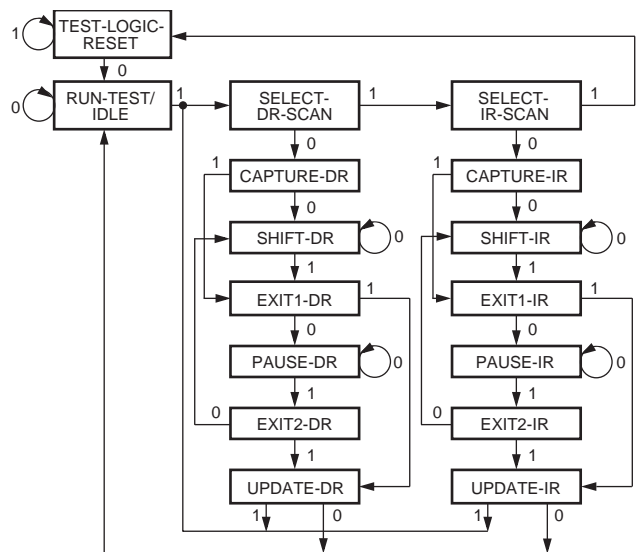 TEST-LOGIC-
RESET
1
0
RUN-TEST/
IDLE
0
1
SELECT-
DR-SCAN
1
SELECT-
IR-SCAN
1
0
0
1
CAPTURE-DR
1
CAPTURE-IR
0
0
SHIFT-DR
0
SHIFT-IR
0
1
1
EXIT1-DR
1
EXIT1-IR
1
0
0
PAUSE-DR
0
PAUSE-IR
0
1
1
0
EXIT2-DR
0
EXIT2-IR
1
1
UPDATE-DR
UPDATE-IR
1
0
1
0